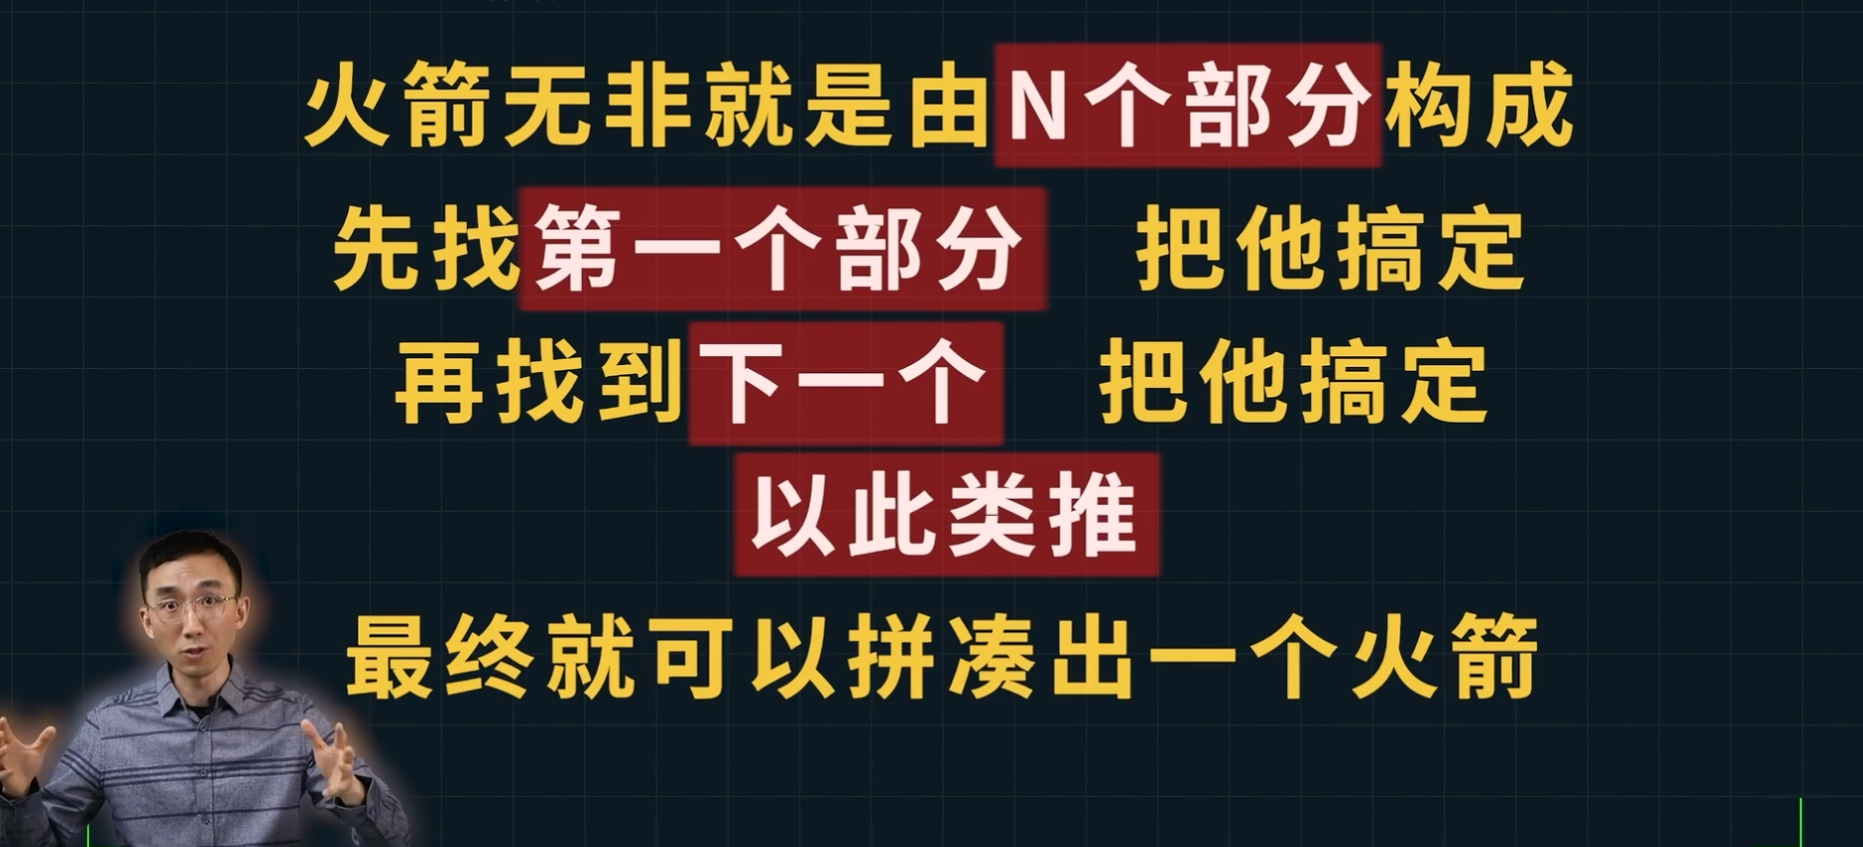 火箭无非就是由N个部分构成
先找第一个部分 把他搞定
再找到下一个 把他搞定
以此类推
最终就可以拼凑出一个火箭